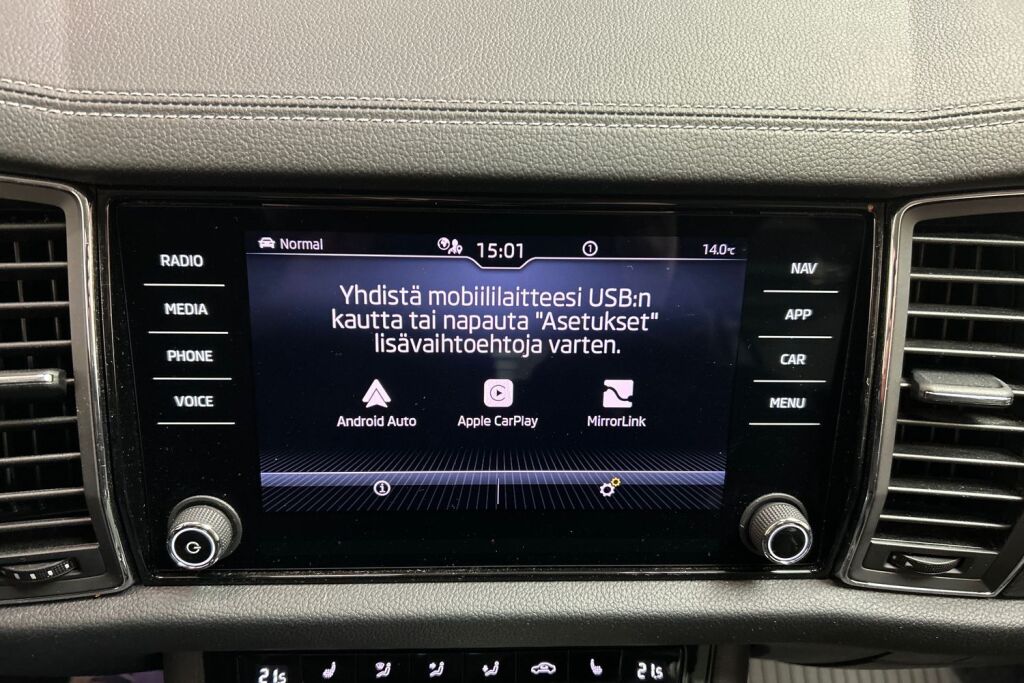 Normal
15:01
1
14.0°C
RADIO
MEDIA
PHONE
VOICE
Yhdistä mobiililaitteesi USB:n
kautta tai napauta "Asetukset"
lisävaihtoehtoja varten.
Android Auto
Apple CarPlay
MirrorLink
NAV
APP
CAR
MENU
21.5
21.5